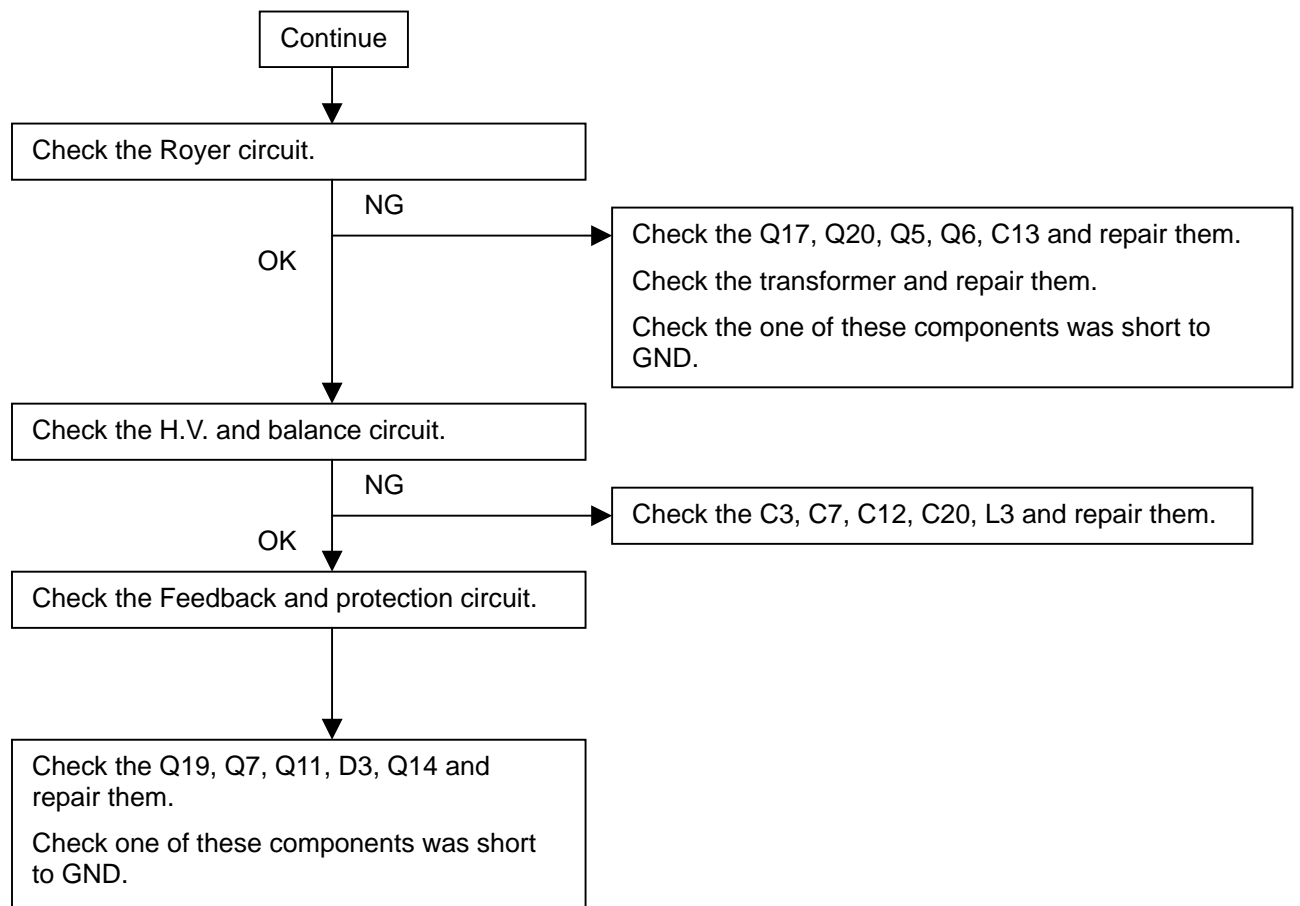 Continue
Check the Royer circuit.
NG
OK
Check the Q17, Q20, Q5, Q6, C13 and repair them.
Check the transformer and repair them.
Check the one of these components was short to
GND.
Check the H.V. and balance circuit.
NG
OK
Check the C3, C7, C12, C20, L3 and repair them.
Check the Feedback and protection circuit.
Check the Q19, Q7, Q11, D3, Q14 and
repair them.
Check one of these components was short
to GND.